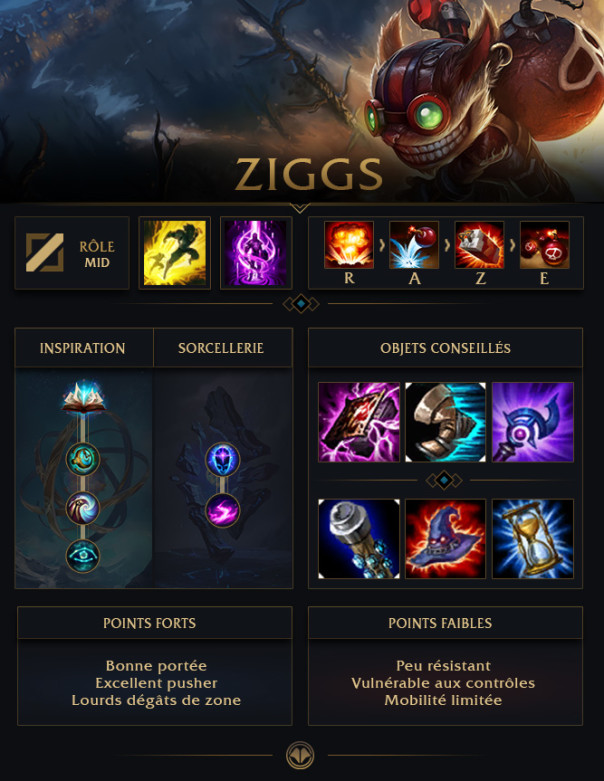 ZIGGS
RÔLE
MID
R
A
Z
E
INSPIRATION
SORCELLERIE
OBJETS CONSEILLÉS
POINTS FORTS
Bonne portée
Excellent pusher
Lourds dégâts de zone
POINTS FAIBLES
Peu résistant
Vulnérable aux contrôles
Mobilité limitée